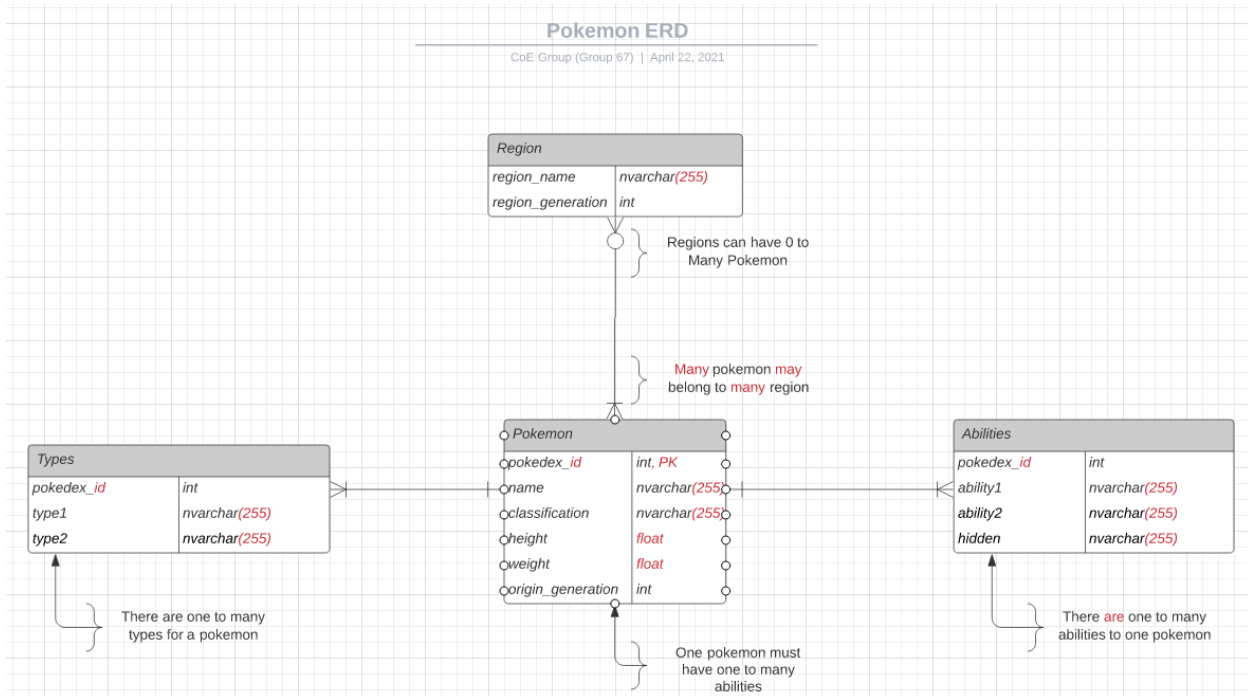 Pokemon ERD
CoE Group (Group 67) | April 22, 2021
Region
region_name nvarchar(255)
region_generation int
Regions can have 0 to
Many Pokemon
Many pokemon may
belong to many region
Types
pokedex_id int
type1 nvarchar(255)
type2 nvarchar(255)
There are one to many
types for a pokemon
Pokemon
pokedex_id int, PK
name nvarchar(255)
classification nvarchar(255)
height float
weight float
origin_generation int
One pokemon must
have one to many
abilities
Abilities
pokedex_id int
ability1 nvarchar(255)
ability2 nvarchar(255)
hidden nvarchar(255)
There are one to many
abilities to one pokemon